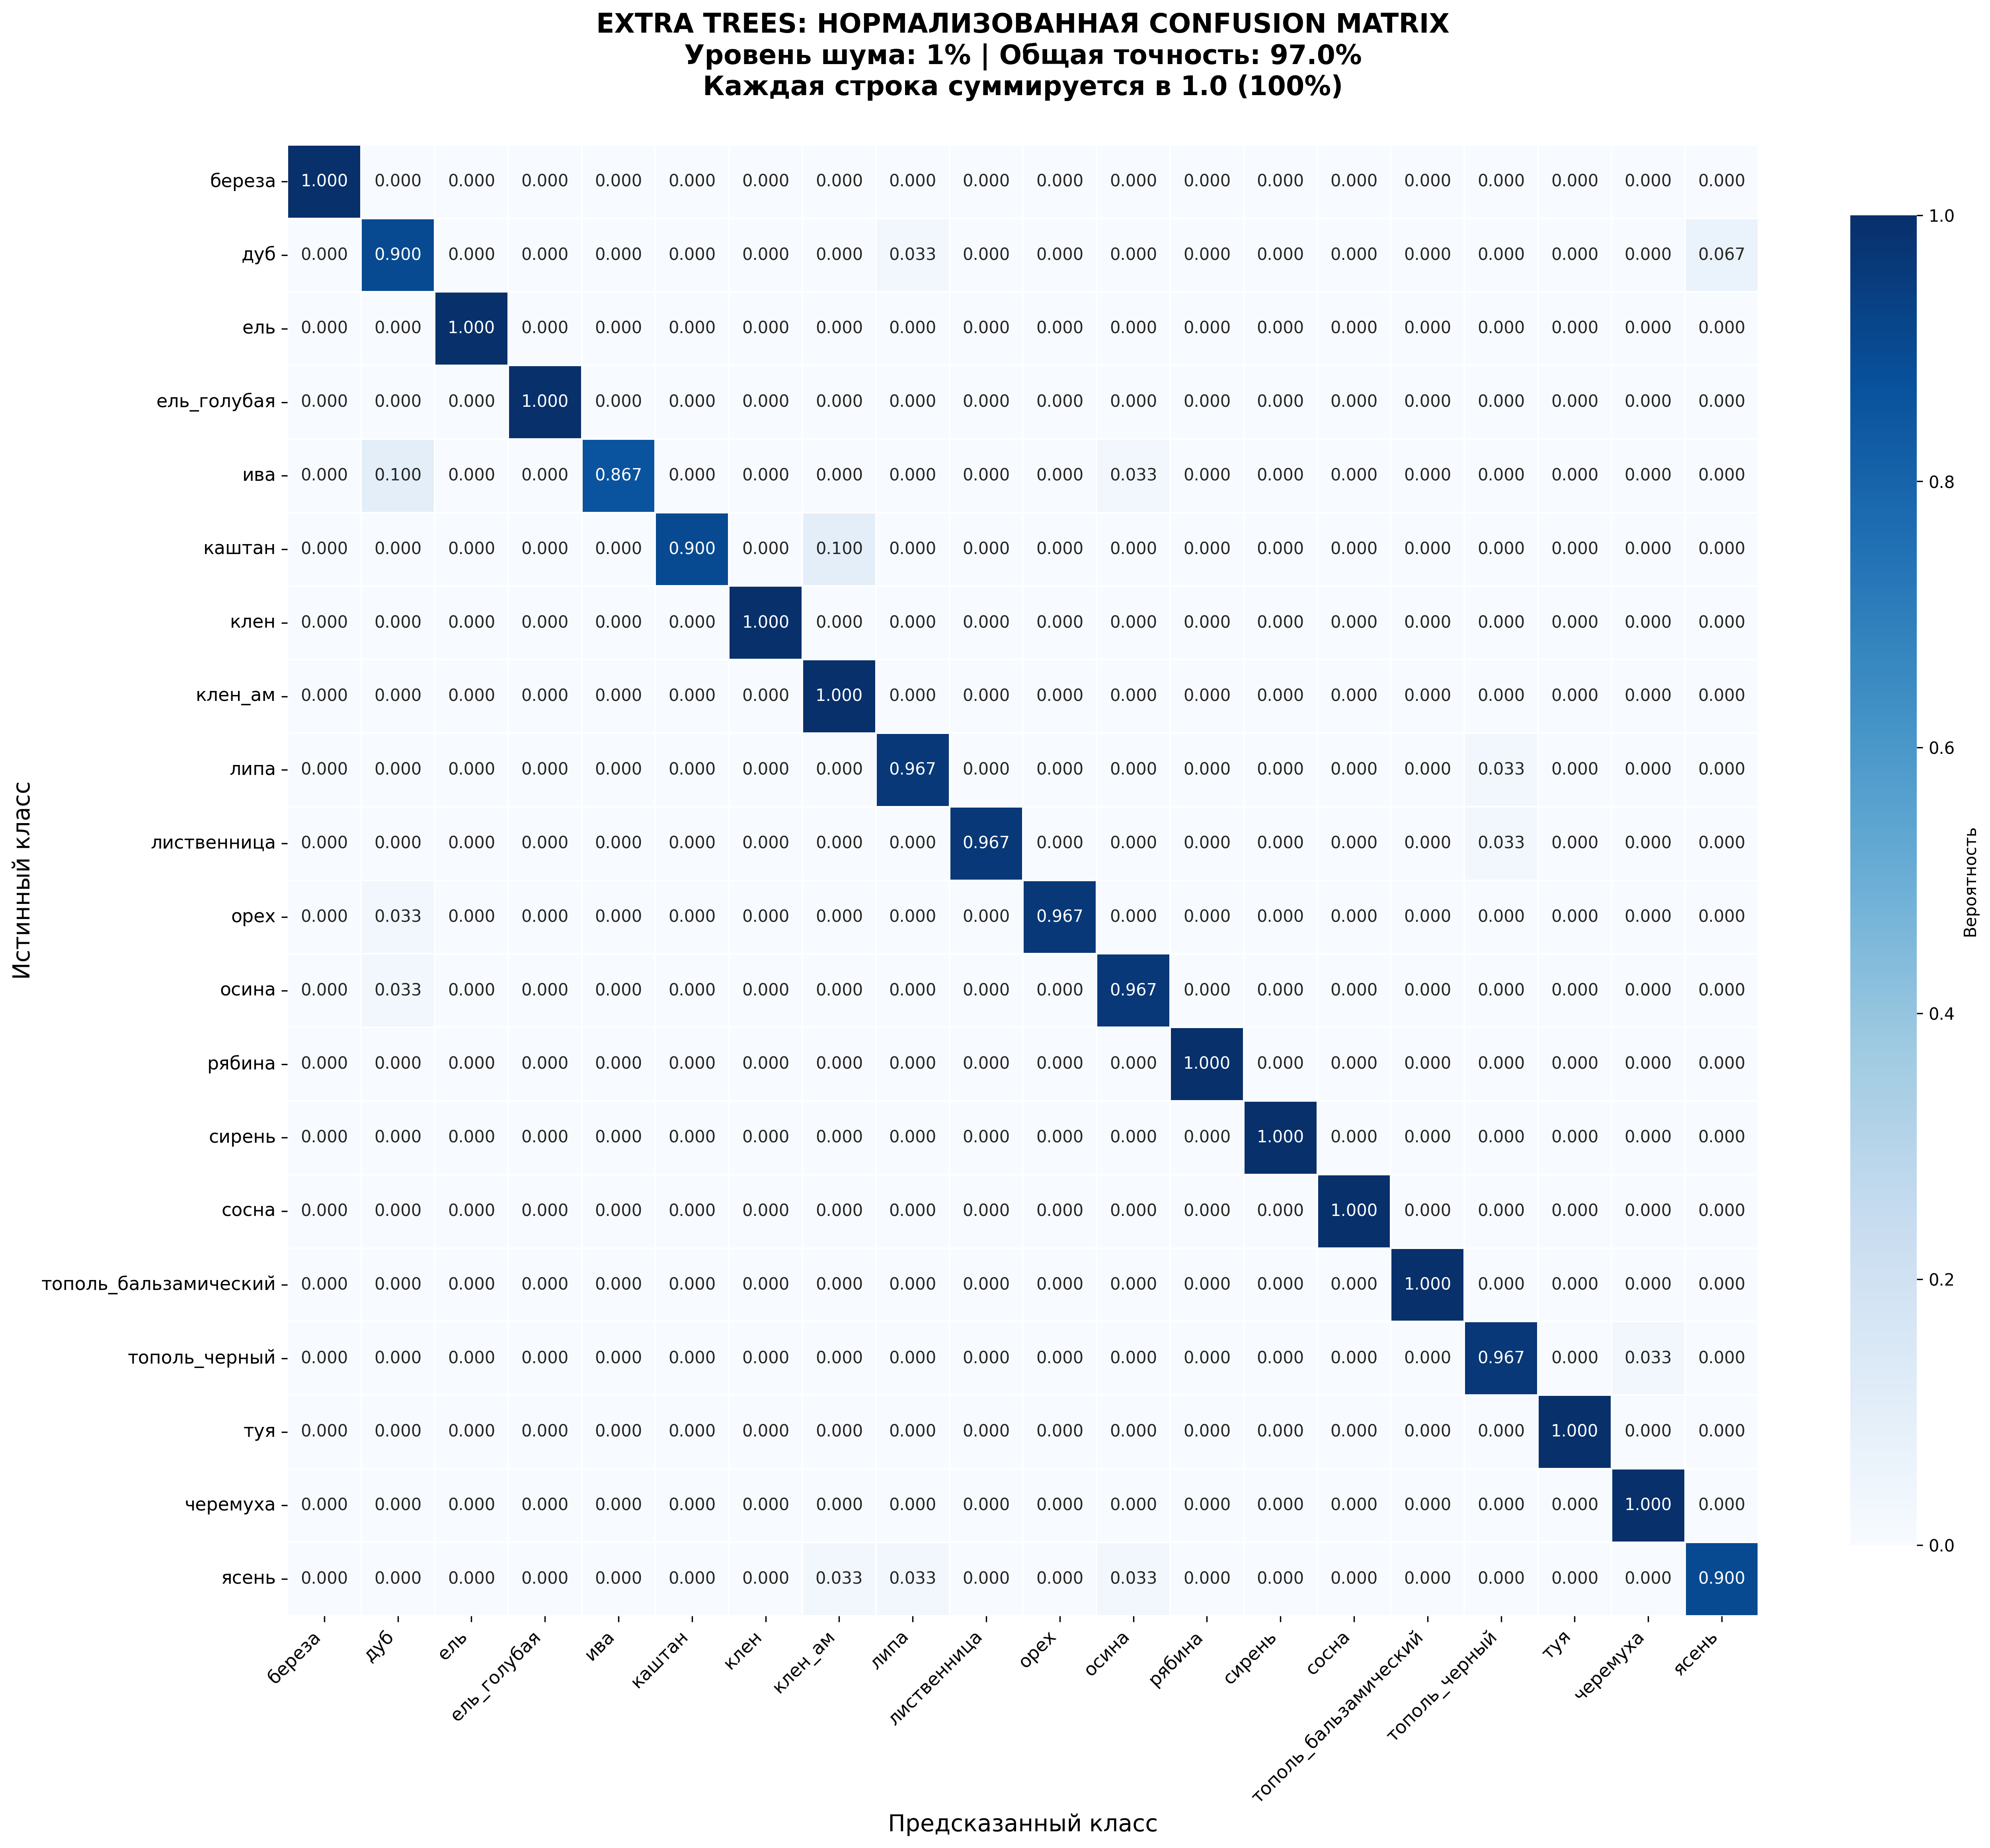 EXTRA TREES: НОРМАЛИЗОВАННАЯ CONFUSION MATRIX
Уровень шума: 1% | Общая точность: 97.0%
Каждая строка суммируется в 1.0 (100%)
Истинный класс
береза 1.000 0.000 0.000 0.000 0.000 0.000 0.000 0.000 0.000 0.000 0.000 0.000 0.000 0.000 0.000 0.000 0.000 0.000 0.000 0.000
дуб 0.000 0.900 0.000 0.000 0.000 0.000 0.000 0.000 0.033 0.000 0.000 0.000 0.000 0.000 0.000 0.000 0.000 0.000 0.000 0.067
ель 0.000 0.000 1.000 0.000 0.000 0.000 0.000 0.000 0.000 0.000 0.000 0.000 0.000 0.000 0.000 0.000 0.000 0.000 0.000 0.000
ель_голубая 0.000 0.000 0.000 1.000 0.000 0.000 0.000 0.000 0.000 0.000 0.000 0.000 0.000 0.000 0.000 0.000 0.000 0.000 0.000 0.000
ива 0.000 0.100 0.000 0.000 0.867 0.000 0.000 0.000 0.000 0.000 0.000 0.033 0.000 0.000 0.000 0.000 0.000 0.000 0.000 0.000
каштан 0.000 0.000 0.000 0.000 0.000 0.900 0.000 0.100 0.000 0.000 0.000 0.000 0.000 0.000 0.000 0.000 0.000 0.000 0.000 0.000
клен 0.000 0.000 0.000 0.000 0.000 0.000 1.000 0.000 0.000 0.000 0.000 0.000 0.000 0.000 0.000 0.000 0.000 0.000 0.000 0.000
клен_ам 0.000 0.000 0.000 0.000 0.000 0.000 0.000 1.000 0.000 0.000 0.000 0.000 0.000 0.000 0.000 0.000 0.000 0.000 0.000 0.000
липа 0.000 0.000 0.000 0.000 0.000 0.000 0.000 0.000 0.967 0.000 0.000 0.000 0.000 0.000 0.000 0.000 0.033 0.000 0.000 0.000
лиственница 0.000 0.000 0.000 0.000 0.000 0.000 0.000 0.000 0.000 0.967 0.000 0.000 0.000 0.000 0.000 0.000 0.033 0.000 0.000 0.000
орех 0.000 0.033 0.000 0.000 0.000 0.000 0.000 0.000 0.000 0.000 0.967 0.000 0.000 0.000 0.000 0.000 0.000 0.000 0.000 0.000
осина 0.000 0.033 0.000 0.000 0.000 0.000 0.000 0.000 0.000 0.000 0.000 0.967 0.000 0.000 0.000 0.000 0.000 0.000 0.000 0.000
рябина 0.000 0.000 0.000 0.000 0.000 0.000 0.000 0.000 0.000 0.000 0.000 0.000 1.000 0.000 0.000 0.000 0.000 0.000 0.000 0.000
сирень 0.000 0.000 0.000 0.000 0.000 0.000 0.000 0.000 0.000 0.000 0.000 0.000 0.000 1.000 0.000 0.000 0.000 0.000 0.000 0.000
сосна 0.000 0.000 0.000 0.000 0.000 0.000 0.000 0.000 0.000 0.000 0.000 0.000 0.000 0.000 1.000 0.000 0.000 0.000 0.000 0.000
тополь_бальзамический 0.000 0.000 0.000 0.000 0.000 0.000 0.000 0.000 0.000 0.000 0.000 0.000 0.000 0.000 0.000 1.000 0.000 0.000 0.000 0.000
тополь_черный 0.000 0.000 0.000 0.000 0.000 0.000 0.000 0.000 0.000 0.000 0.000 0.000 0.000 0.000 0.000 0.000 0.967 0.000 0.033 0.000
туя 0.000 0.000 0.000 0.000 0.000 0.000 0.000 0.000 0.000 0.000 0.000 0.000 0.000 0.000 0.000 0.000 0.000 1.000 0.000 0.000
черемуха 0.000 0.000 0.000 0.000 0.000 0.000 0.000 0.000 0.000 0.000 0.000 0.000 0.000 0.000 0.000 0.000 0.000 0.000 1.000 0.000
ясень 0.000 0.000 0.000 0.000 0.000 0.000 0.000 0.033 0.033 0.000 0.000 0.033 0.000 0.000 0.000 0.000 0.000 0.000 0.000 0.900
береза дуб ель ель_голубая ива каштан клен клен_ам липа лиственница орех осина рябина сирень сосна тополь_бальзамический тополь_черный туя черемуха ясень
Предсказанный класс
1.0
0.8
0.6
0.4
0.2
0.0
Вероятность